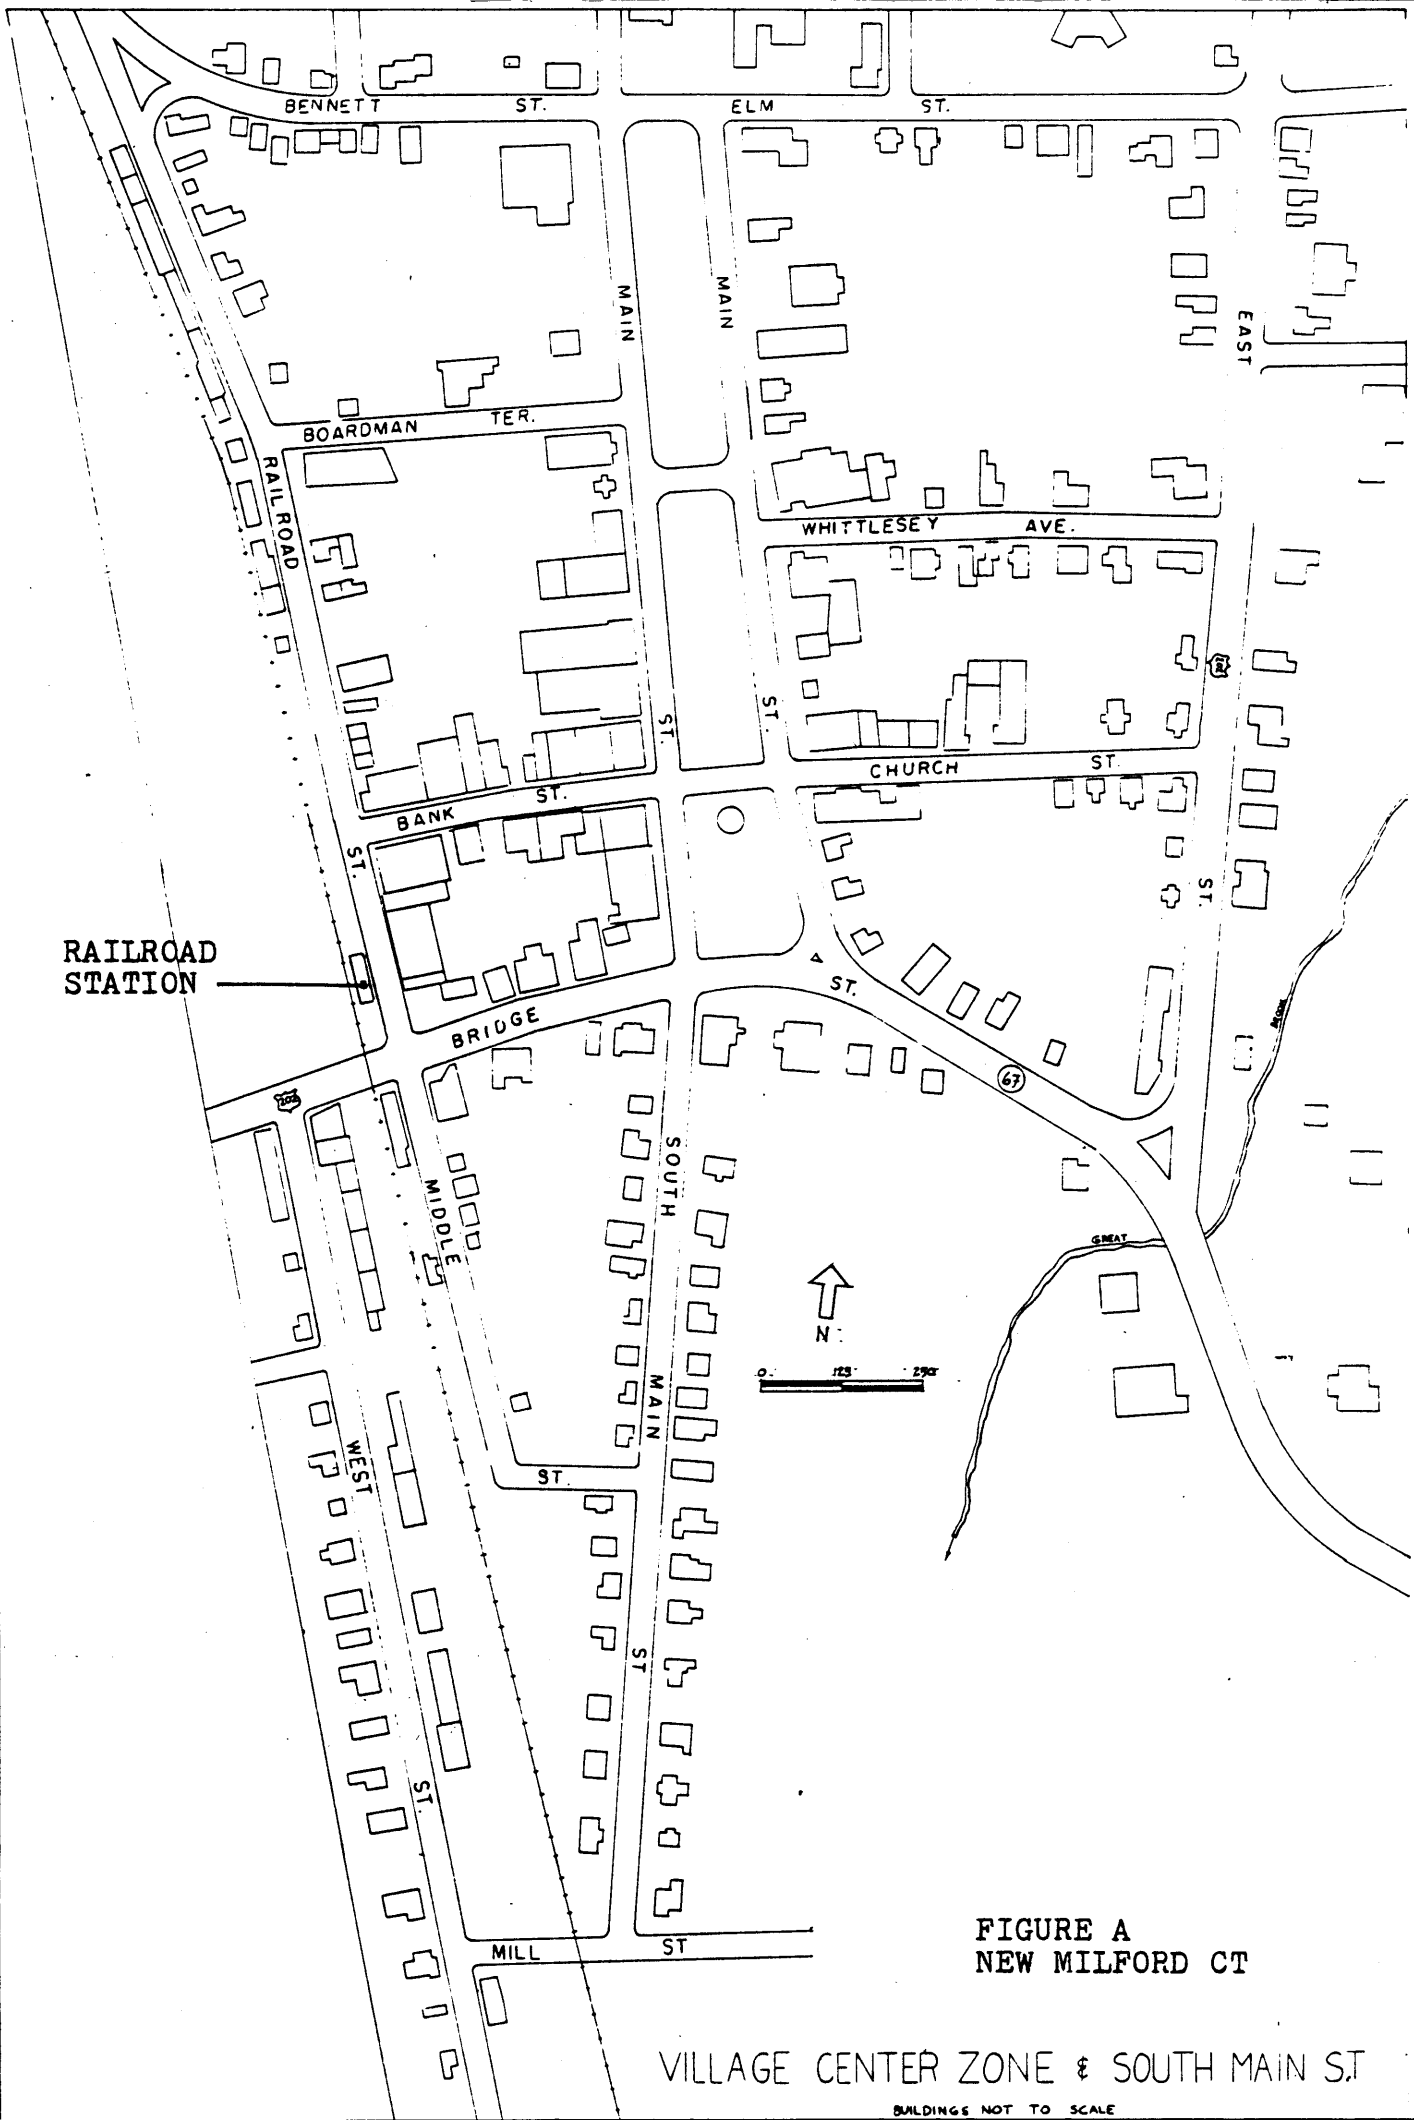 BENNETT ST.
ELM ST.
MAIN
MAIN
EAST
BOARDMAN TER.
RAILROAD
WHITTLESEY AVE.
202
ST.
ST.
CHURCH ST.
BANK ST.
ST.
ST.
RAILROAD
STATION
ST.
BROOK
BRIDGE
67
202
SOUTH
MIDDLE
GREAT
N
0 125 250
MAIN
WEST
ST.
ST
ST.
FIGURE A
NEW MILFORD CT
MILL ST
VILLAGE CENTER ZONE & SOUTH MAIN S.T
BUILDINGS NOT TO SCALE